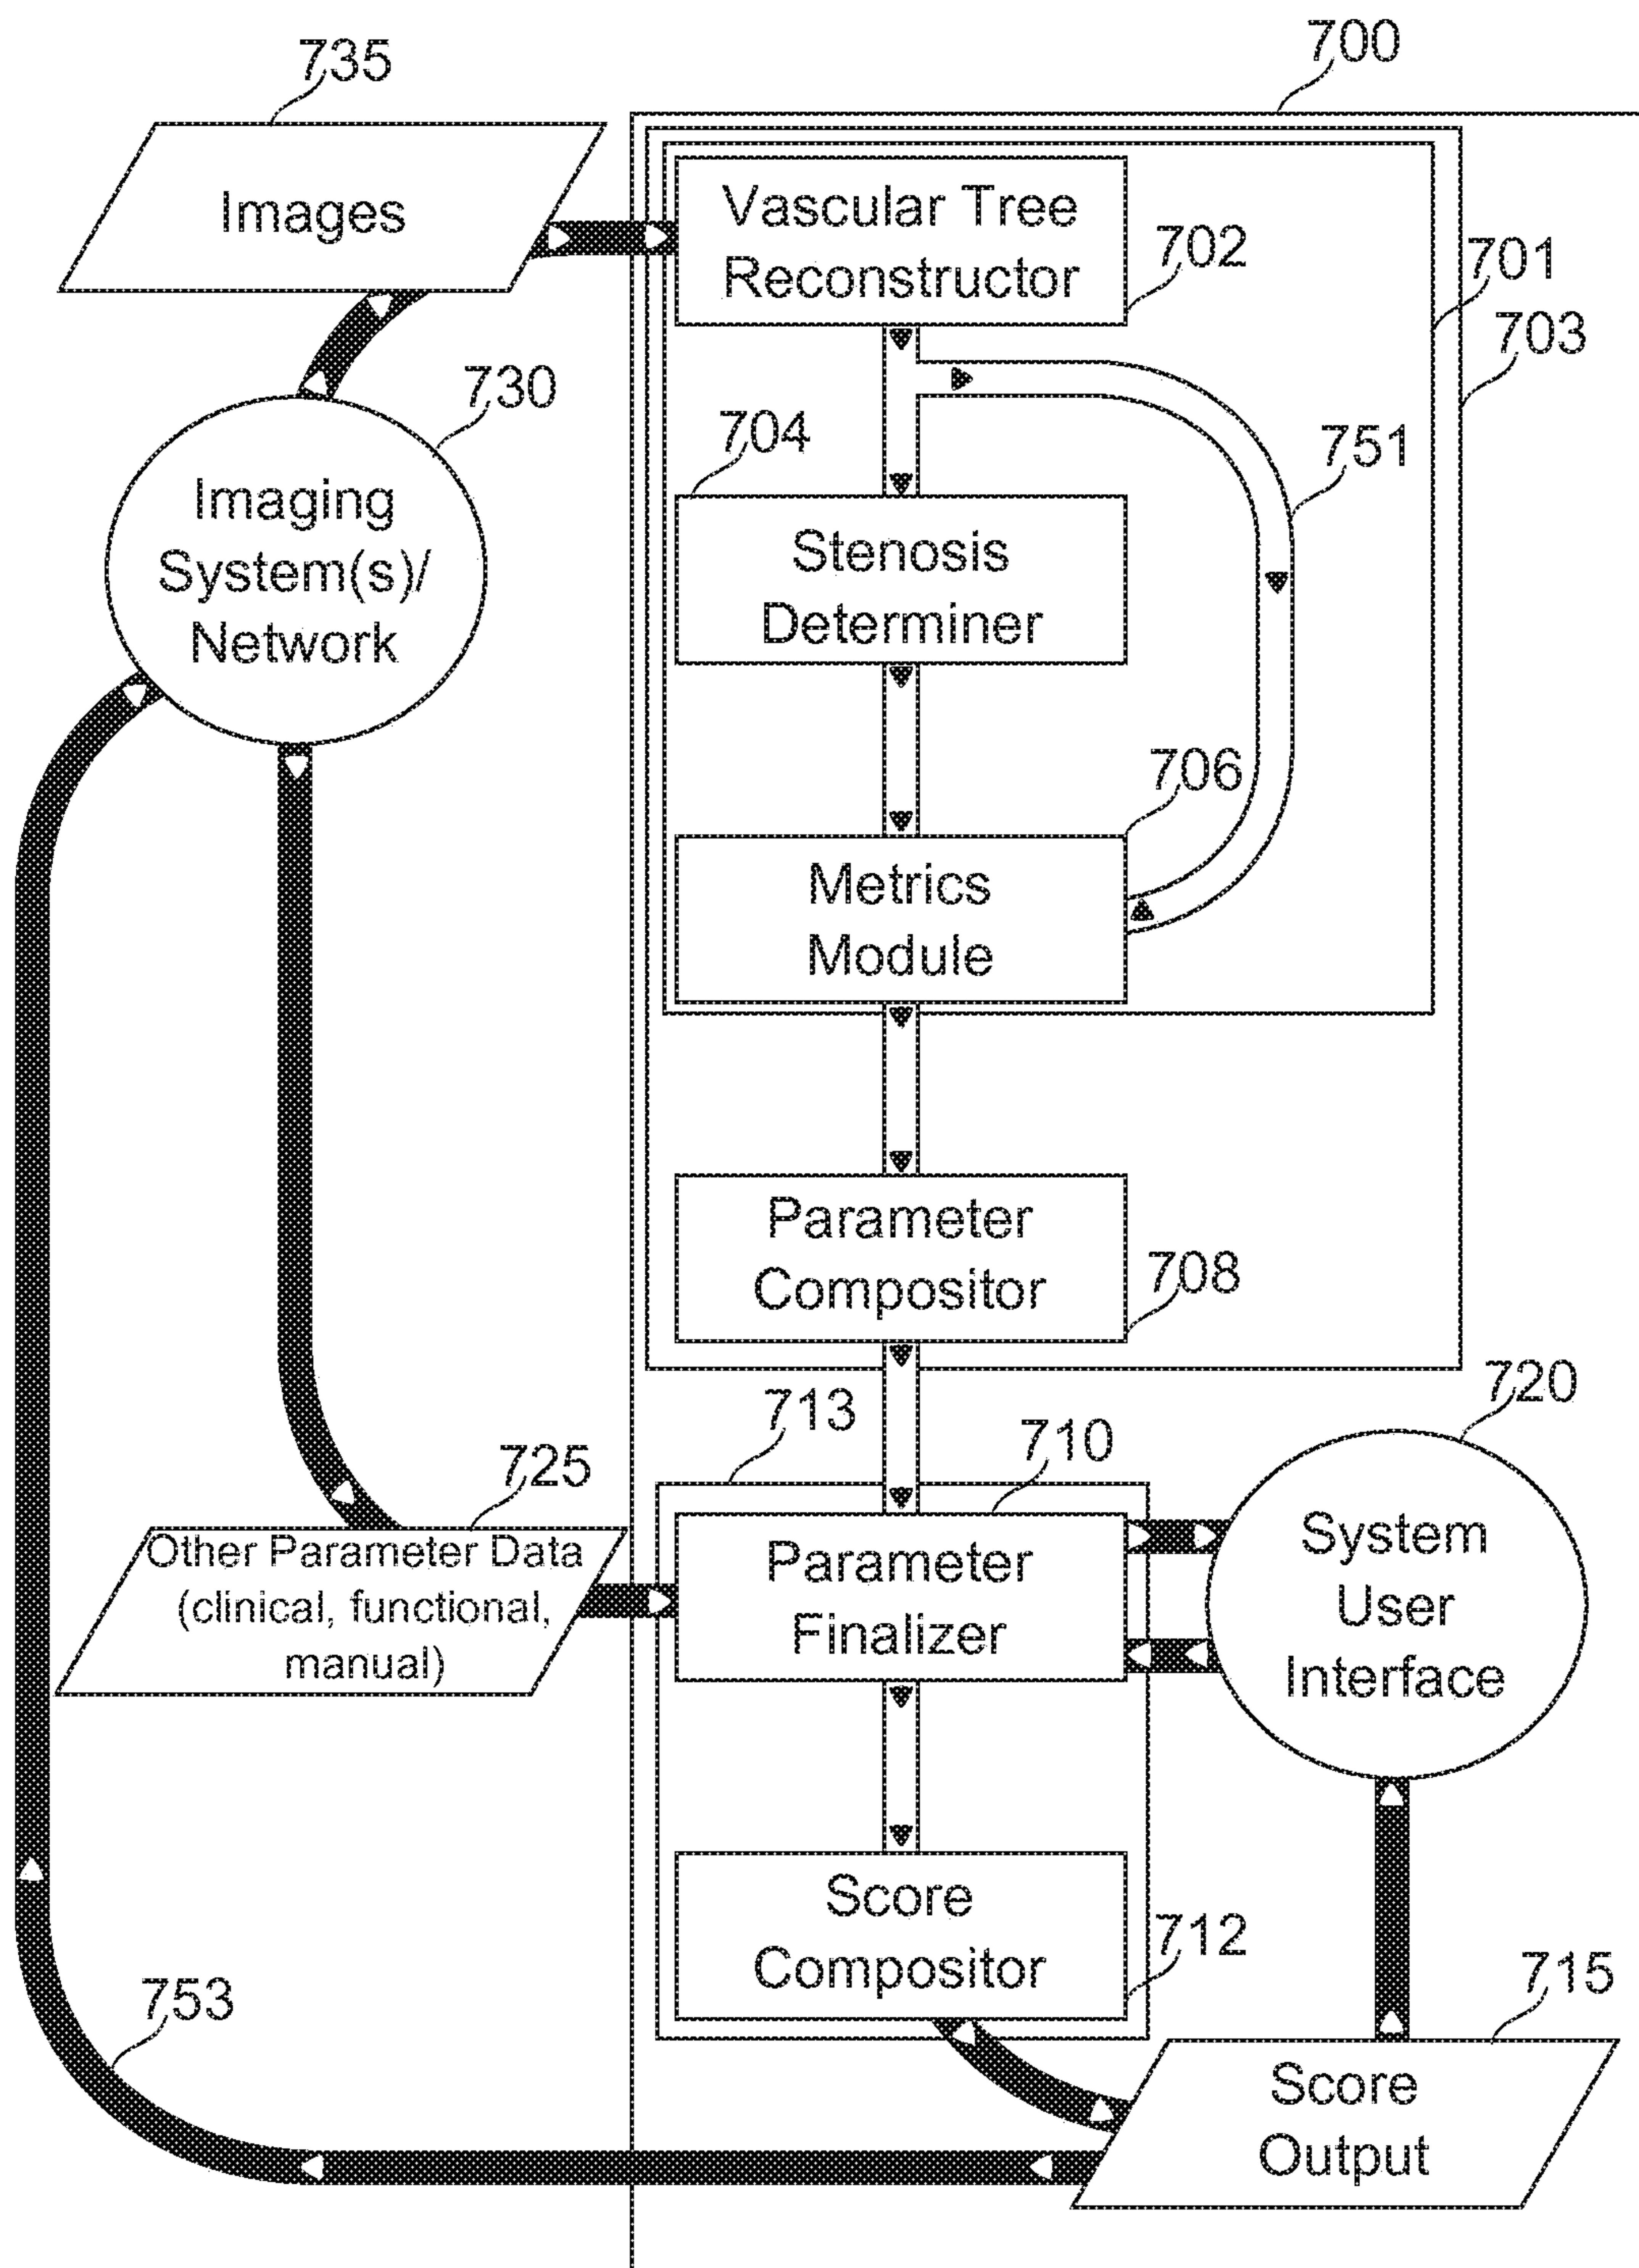 700
735
Images
Vascular Tree
Reconstructor
702
701
703
730
Imaging
System(s)/
Network
704
751
Stenosis
Determiner
706
Metrics
Module
Parameter
Compositor
708
720
713
710
725
Other Parameter Data
(clinical, functional,
manual)
Parameter
Finalizer
System
User
Interface
Score
Compositor
712
753
715
Score
Output